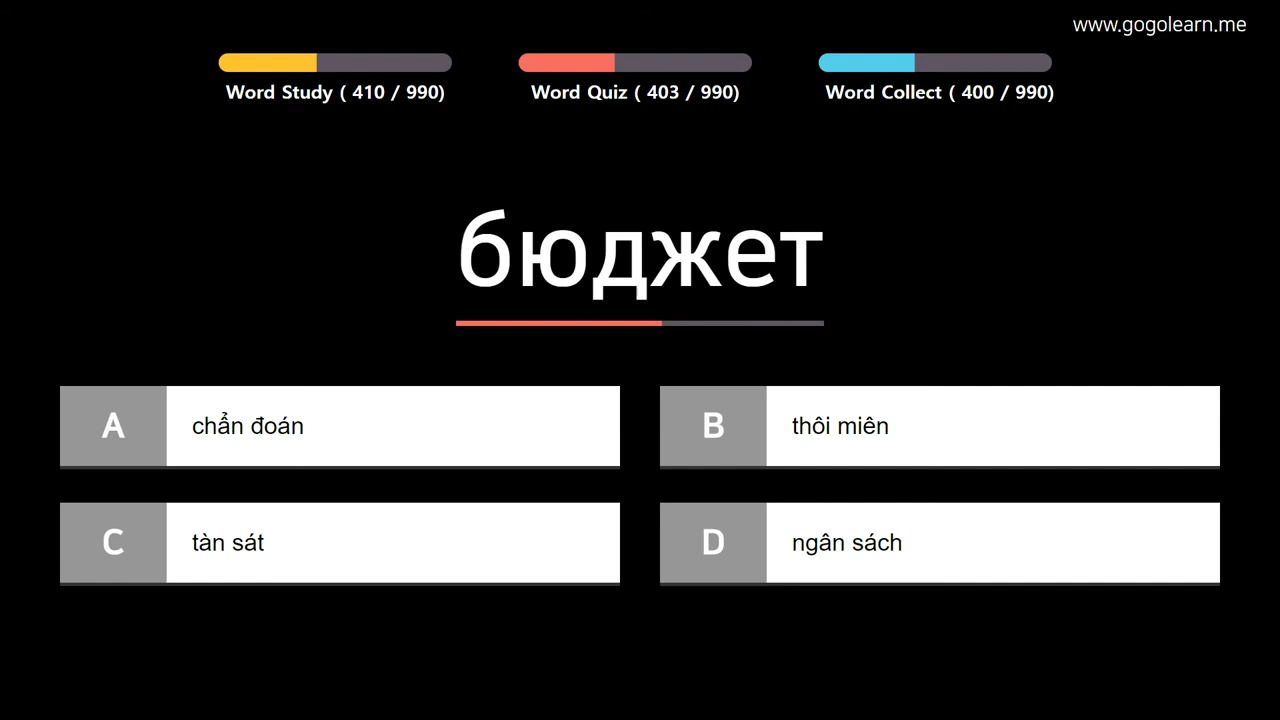 www.gogolearn.me
Word Study ( 410 / 990)
Word Quiz ( 403 / 990)
Word Collect ( 400 / 990)
бюджет
A chẩn đoán
B thôi miên
C tàn sát
D ngân sách